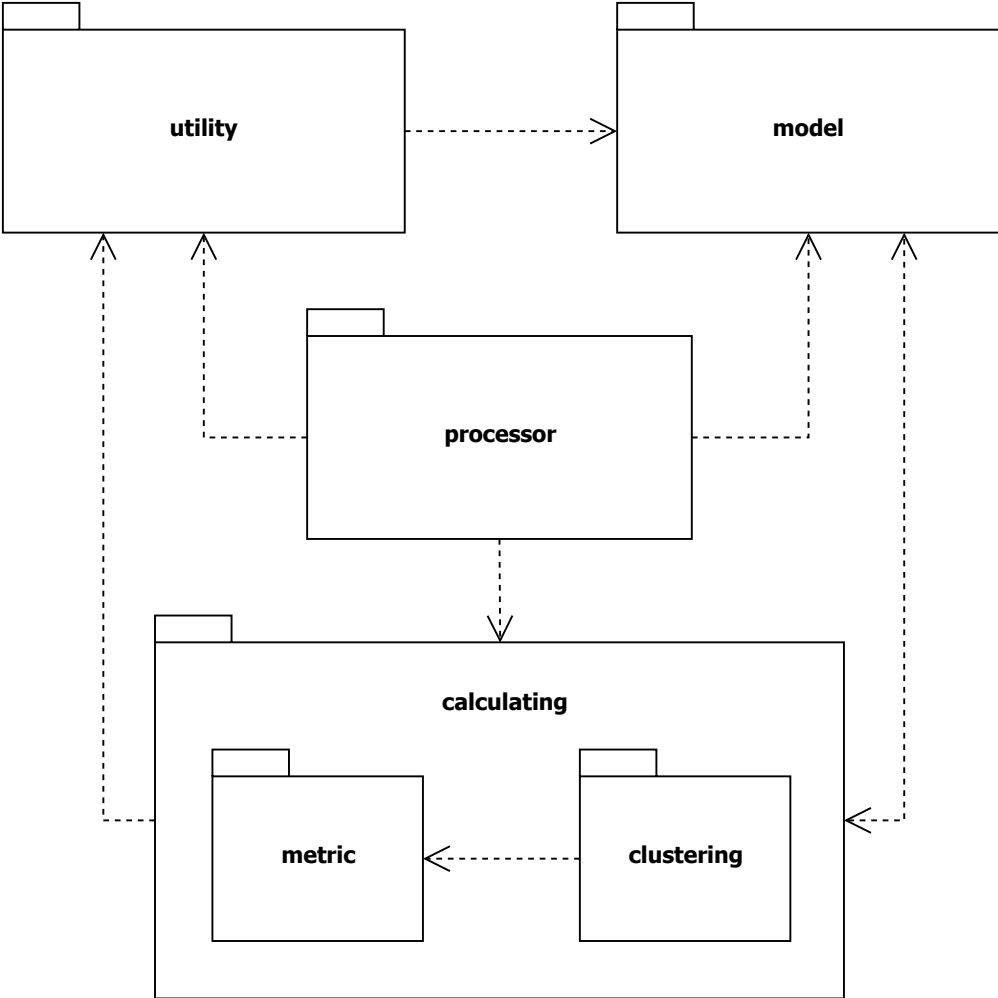 utility
model
processor
calculating
metric
clustering